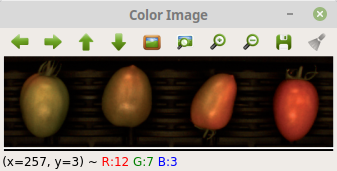 Color Image
(x=257, y=3) ~ R:12 G:7 B:3